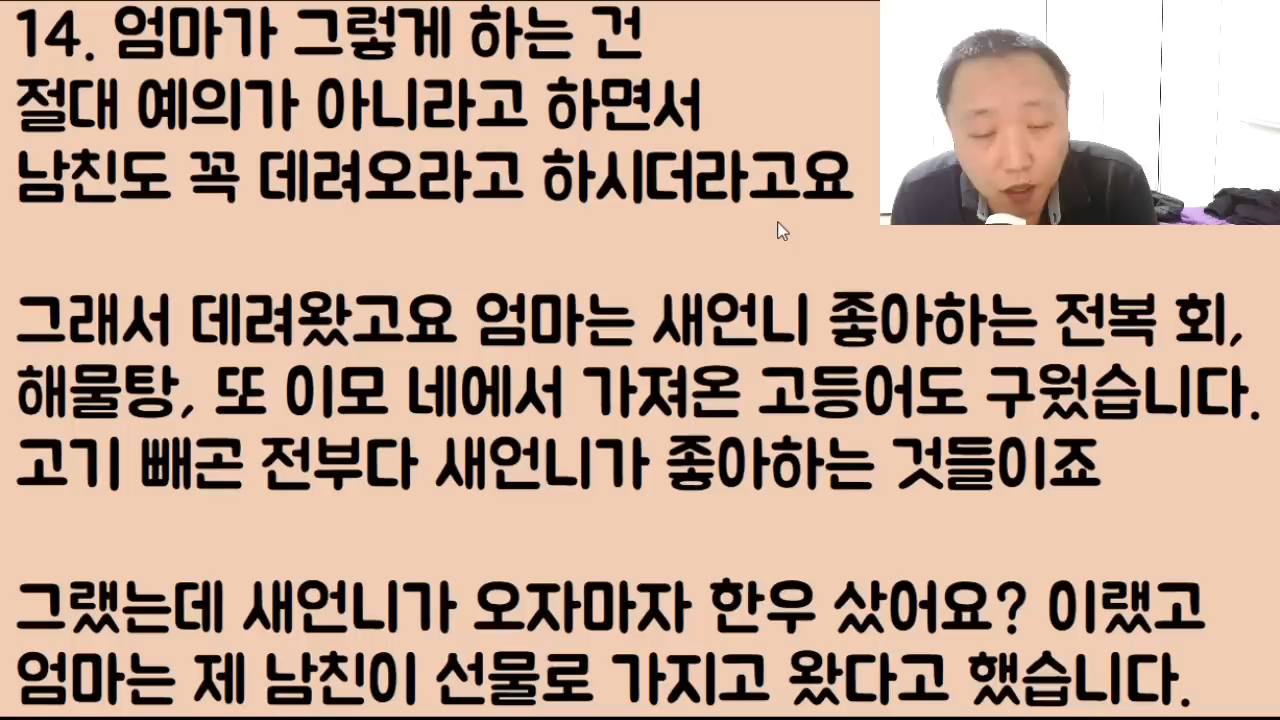 14. 엄마가 그렇게 하는 건
절대 예의가 아니라고 하면서
남친도 꼭 데려오라고 하시더라고요
그래서 데려왔고요 엄마는 새언니 좋아하는 전복 회,
해물탕, 또 이모 네에서 가져온 고등어도 구웠습니다.
고기 빼곤 전부다 새언니가 좋아하는 것들이죠
그랬는데 새언니가 오자마자 한우 샀어요? 이랬고
엄마는 제 남친이 선물로 가지고 왔다고 했습니다.